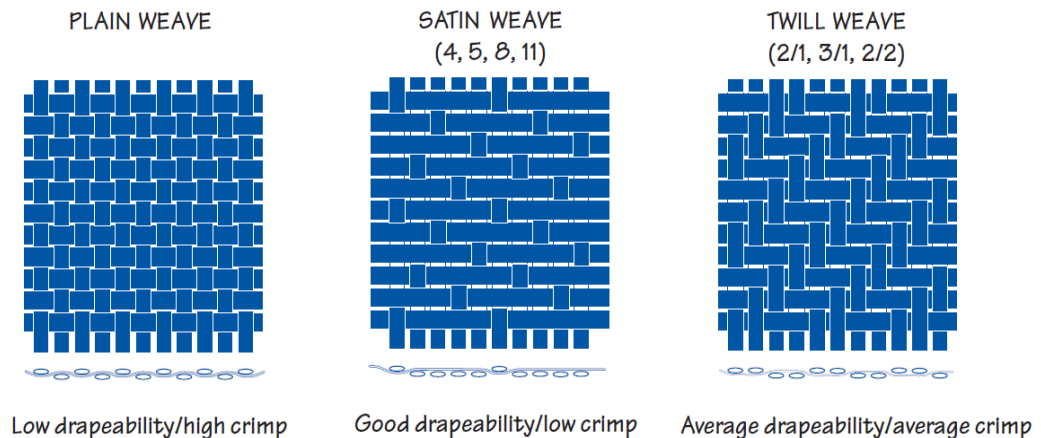 PLAIN WEAVE
SATIN WEAVE
(4, 5, 8, 11)
TWILL WEAVE
(2/1, 3/1, 2/2)
Low drapeability/high crimp
Good drapeability/low crimp
Average drapeability/average crimp